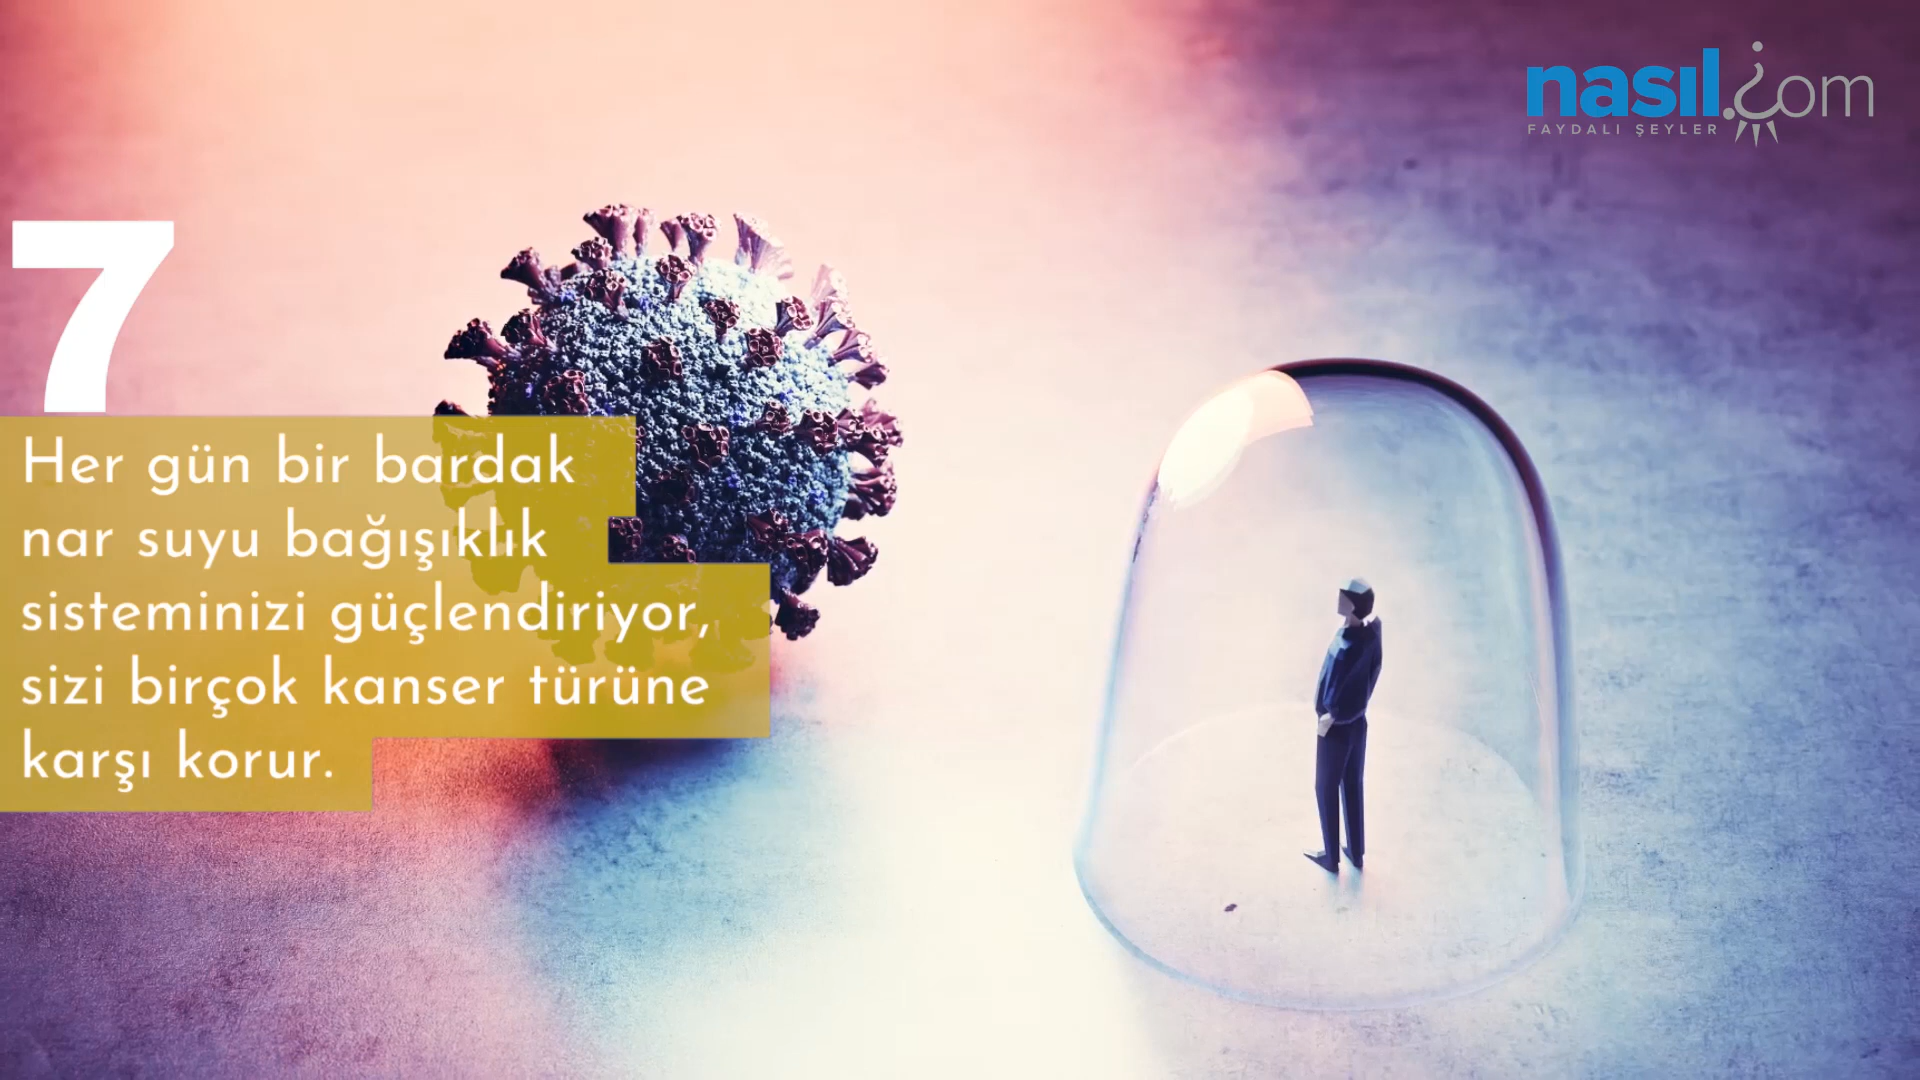 nasıl.com
FAYDALI ŞEYLER
7
Her gün bir bardak
nar suyu bağışıklık
sisteminizi güçlendiriyor,
sizi birçok kanser türüne
karşı korur.